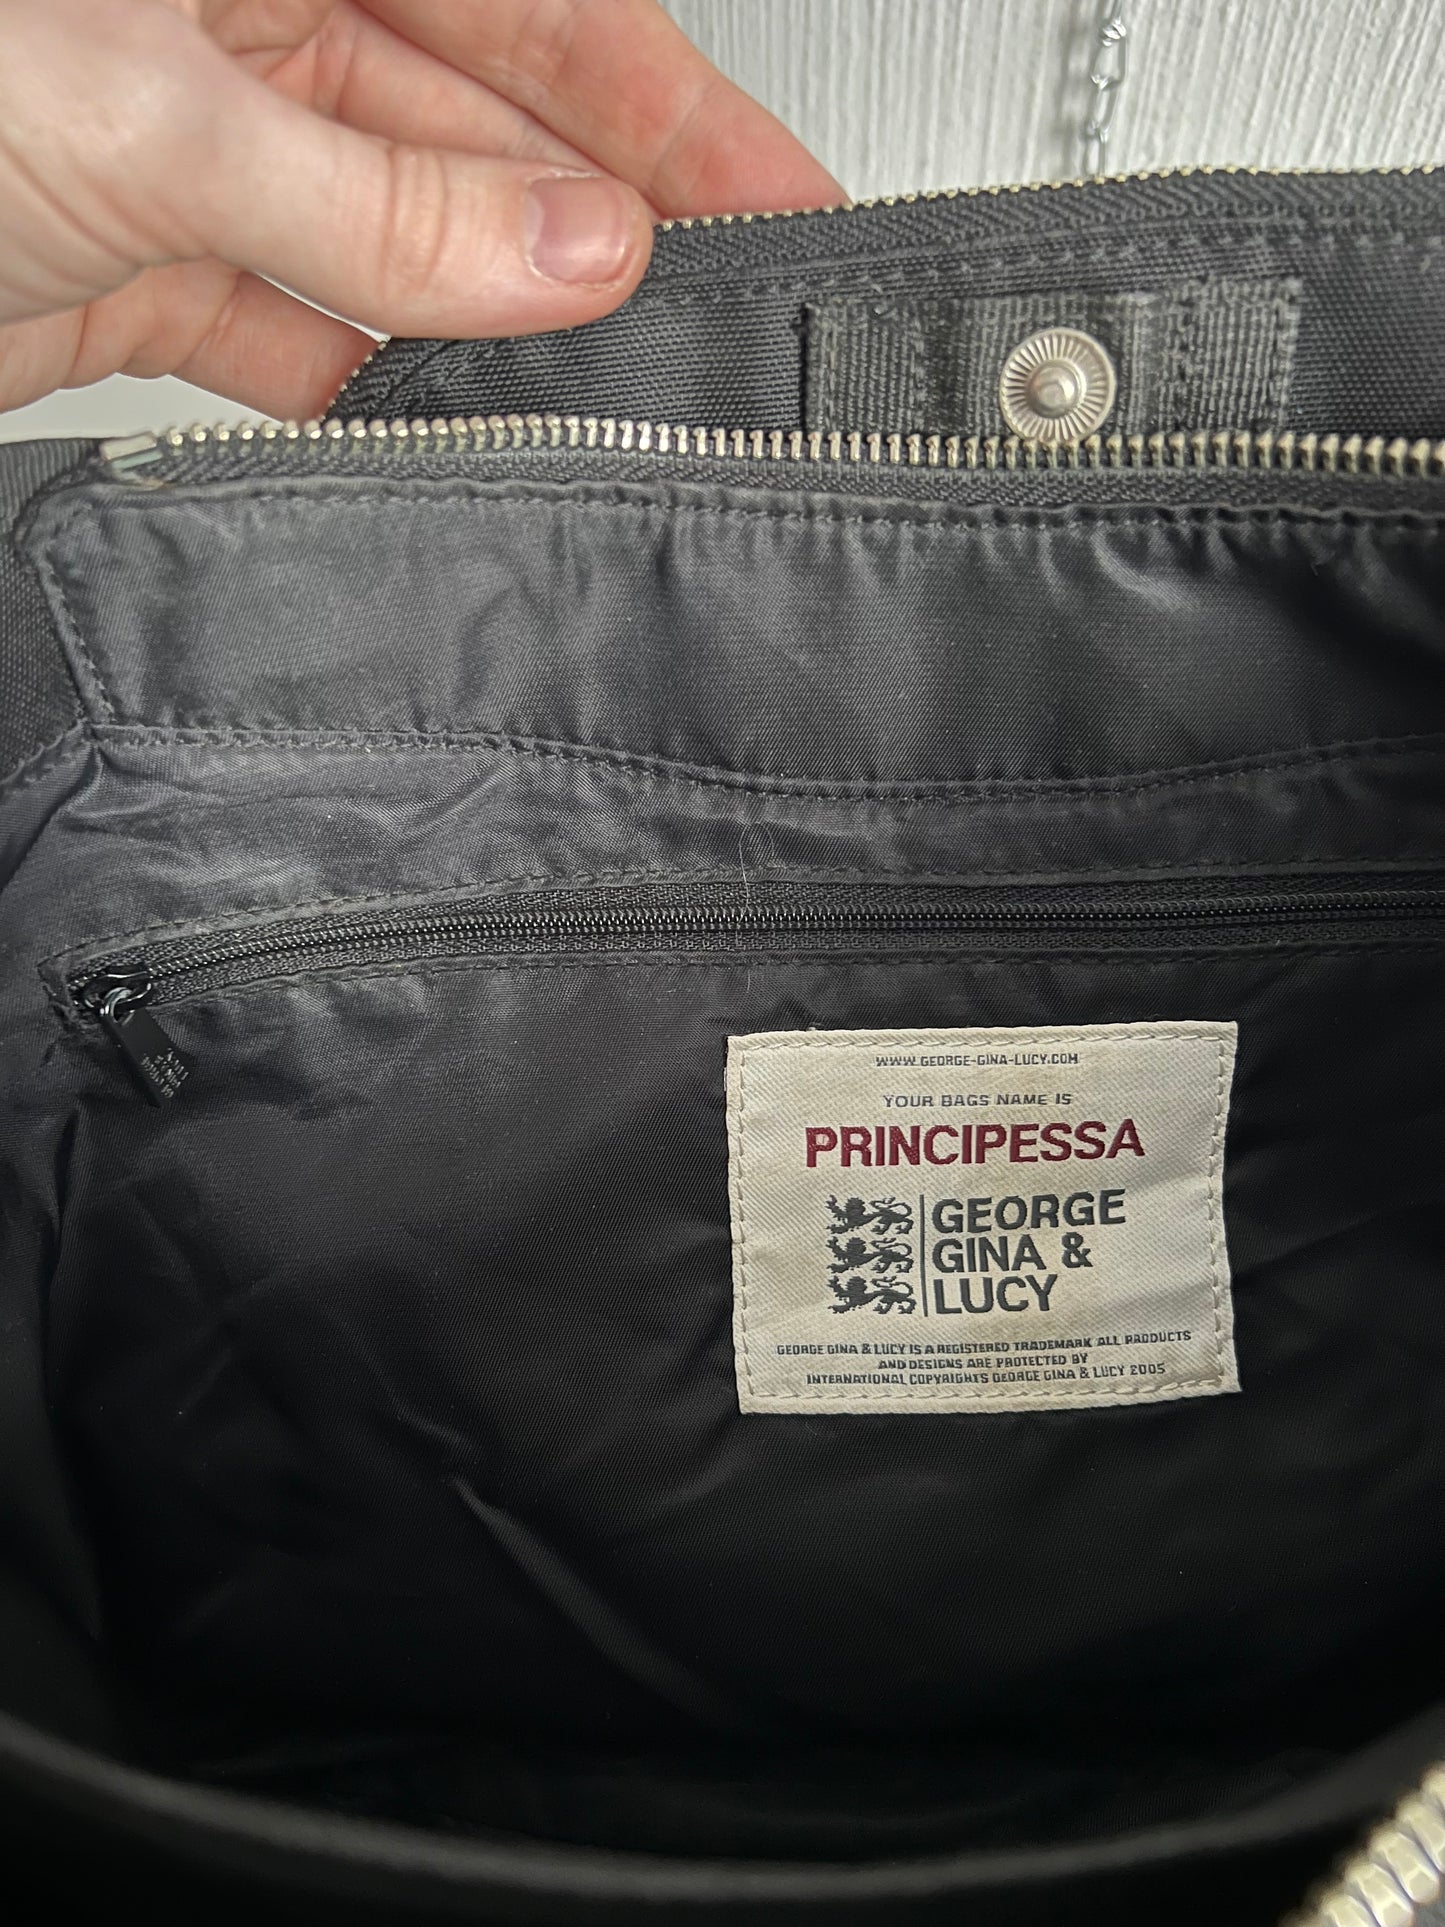 WWW.GEORGE-GINA-LUCY.COM
YOUR BAGS NAME IS
PRINCIPESSA
GEORGE
GINA &
LUCY
GEORGE GINA & LUCY IS A REGISTERED TRADEMARK ALL PRODUCTS
AND DESIGNS ARE PROTECTED BY
INTERNATIONAL COPYRIGHTS GEORGE GINA & LUCY 2005